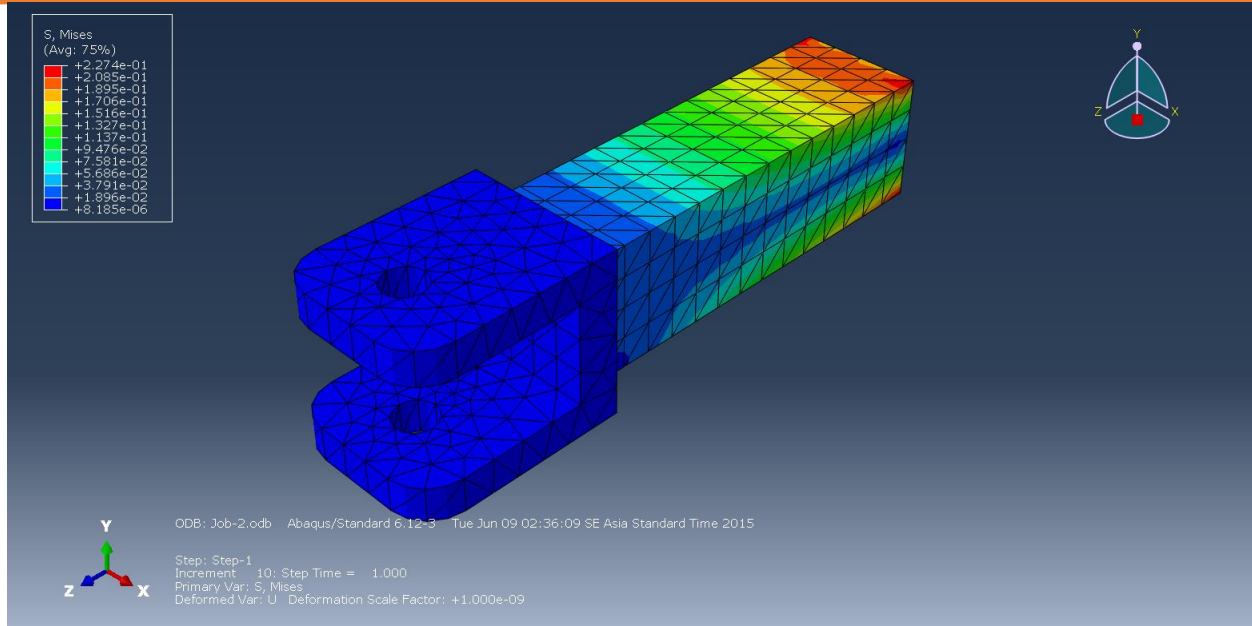 S, Mises
(Avg: 75%)
+2.274e-01
+2.085e-01
+1.895e-01
+1.706e-01
+1.516e-01
+1.327e-01
+1.137e-01
+9.476e-02
+7.581e-02
+5.686e-02
+3.791e-02
+1.896e-02
+8.185e-06
Y
Z X
Y
Z X
ODB: Job-2.odb Abaqus/Standard 6.12-3 Tue Jun 09 02:36:09 SE Asia Standard Time 2015
Step: Step-1
Increment 10: Step Time = 1.000
Primary Var: S, Mises
Deformed Var: U Deformation Scale Factor: +1.000e-09